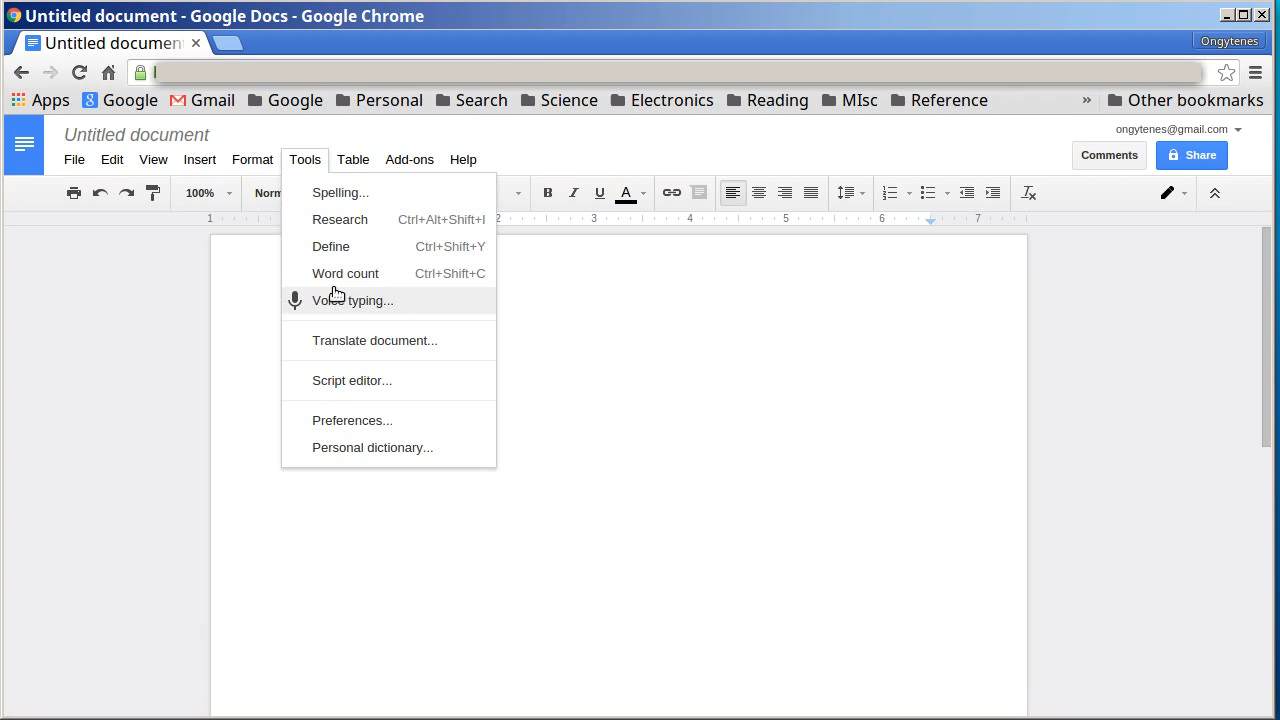 Untitled document - Google Docs - Google Chrome
Untitled document
Ongytenes
Apps Google Gmail Google Personal Search Science Electronics Reading MIsc Reference » Other bookmarks
Untitled document
ongytenes@gmail.com
File Edit View Insert Format Tools Table Add-ons Help
Comments Share
100% Norm B I U A
1 2 3 4 5 6 7
Spelling...
Research Ctrl+Alt+Shift+I
Define Ctrl+Shift+Y
Word count Ctrl+Shift+C
Voice typing...
Translate document...
Script editor...
Preferences...
Personal dictionary...